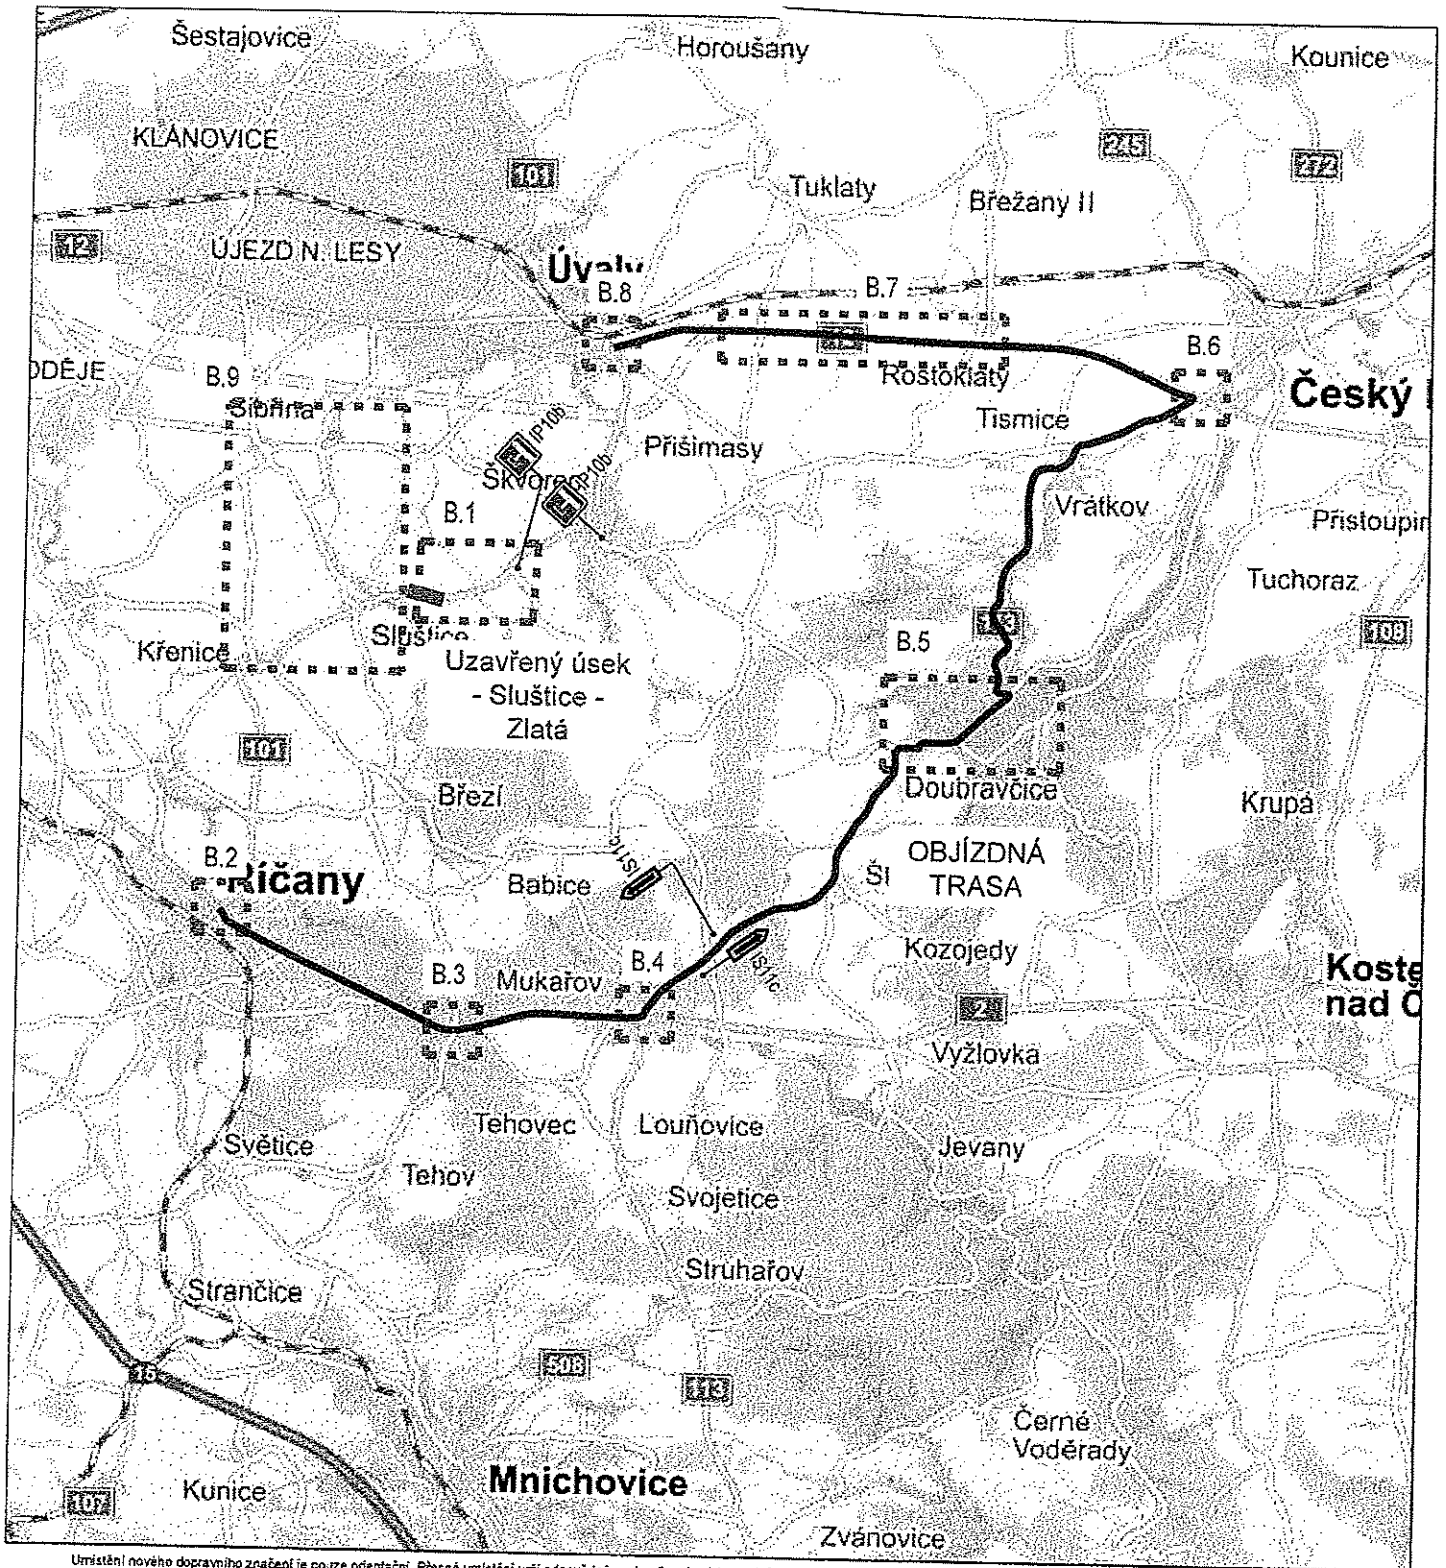 Šestajovice
Horoušany
Kounice
KLÁNOVICE
101
245
272
Tuklaty
Břežany II
12
ÚJEZD N. LESY
Úvaly
B.8
B.7
B.6
ODĚJE
B.9
Sibřina
Rostoklaty
Český
Tismice
IP10b
Přišimasy
Škvorec
IP10b
B.1
Vrátkov
Přistoupim
Tuchoraz
Sluštice
Křenice
B.5
108
Uzavřený úsek
- Sluštice -
Zlatá
101
Březí
Doubravčice
Krupá
B.2
Říčany
IS11c
OBJÍZDNÁ
TRASA
Babice
Šl
B.3
Mukařov
B.4
IS11c
Kozojedy
nad
2
Vyžlovka
Tehovec
Louňovice
Světice
Jevany
Tehov
Svojetice
Struhařov
Strančice
508
113
Černé
Voděrady
107
Kunice
Mnichovice
Zvánovice